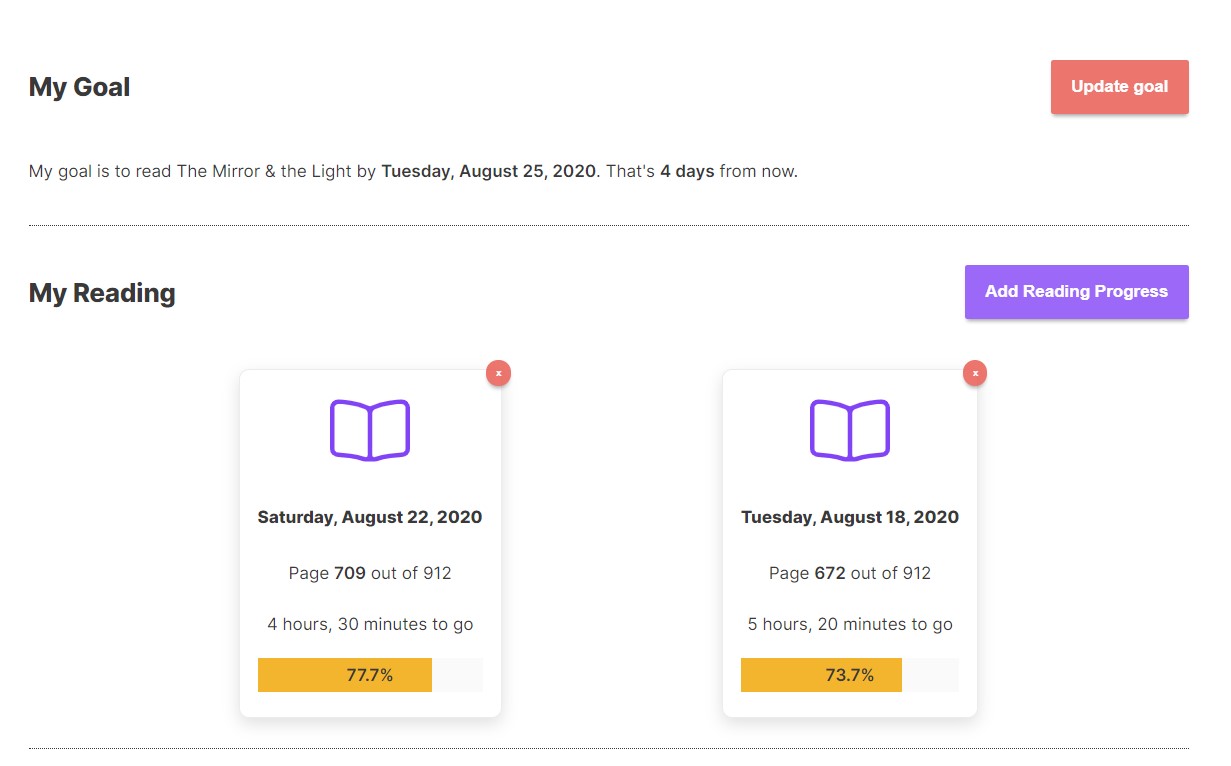 My Goal
Update goal
My goal is to read The Mirror & the Light by Tuesday, August 25, 2020. That's 4 days from now.
My Reading
Add Reading Progress
x
Saturday, August 22, 2020
Page 709 out of 912
4 hours, 30 minutes to go
77.7%
x
Tuesday, August 18, 2020
Page 672 out of 912
5 hours, 20 minutes to go
73.7%